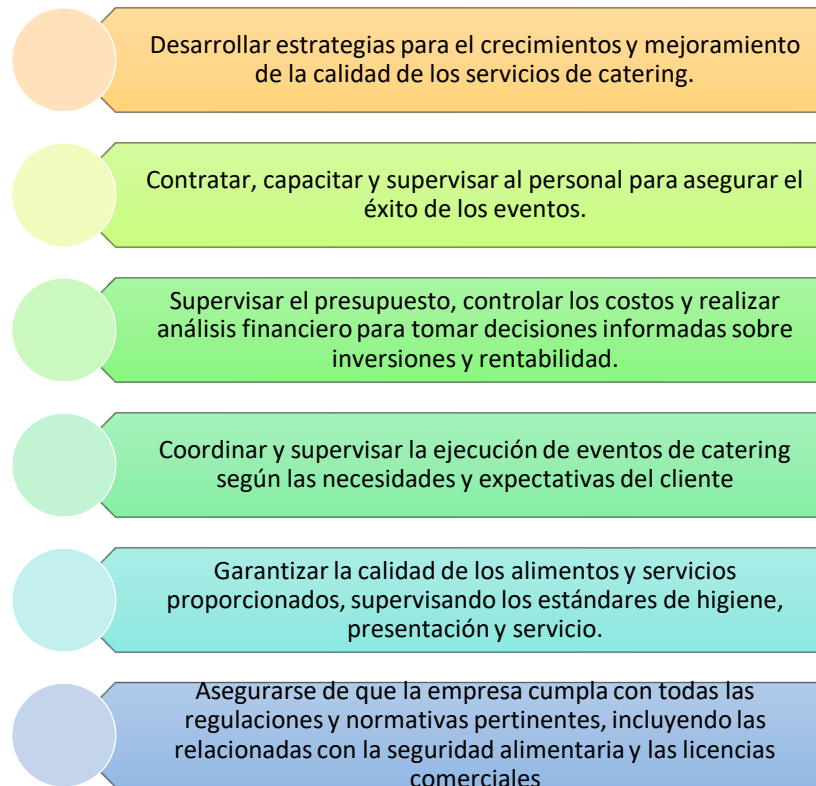 Desarrollar estrategias para el crecimientos y mejoramiento
de la calidad de los servicios de catering.
Contratar, capacitar y supervisar al personal para asegurar el
éxito de los eventos.
Supervisar el presupuesto, controlar los costos y realizar
análisis financiero para tomar decisiones informadas sobre
inversiones y rentabilidad.
Coordinar y supervisar la ejecución de eventos de catering
según las necesidades y expectativas del cliente
Garantizar la calidad de los alimentos y servicios
proporcionados, supervisando los estándares de higiene,
presentación y servicio.
Asegurarse de que la empresa cumpla con todas las
regulaciones y normativas pertinentes, incluyendo las
relacionadas con la seguridad alimentaria y las licencias
comerciales